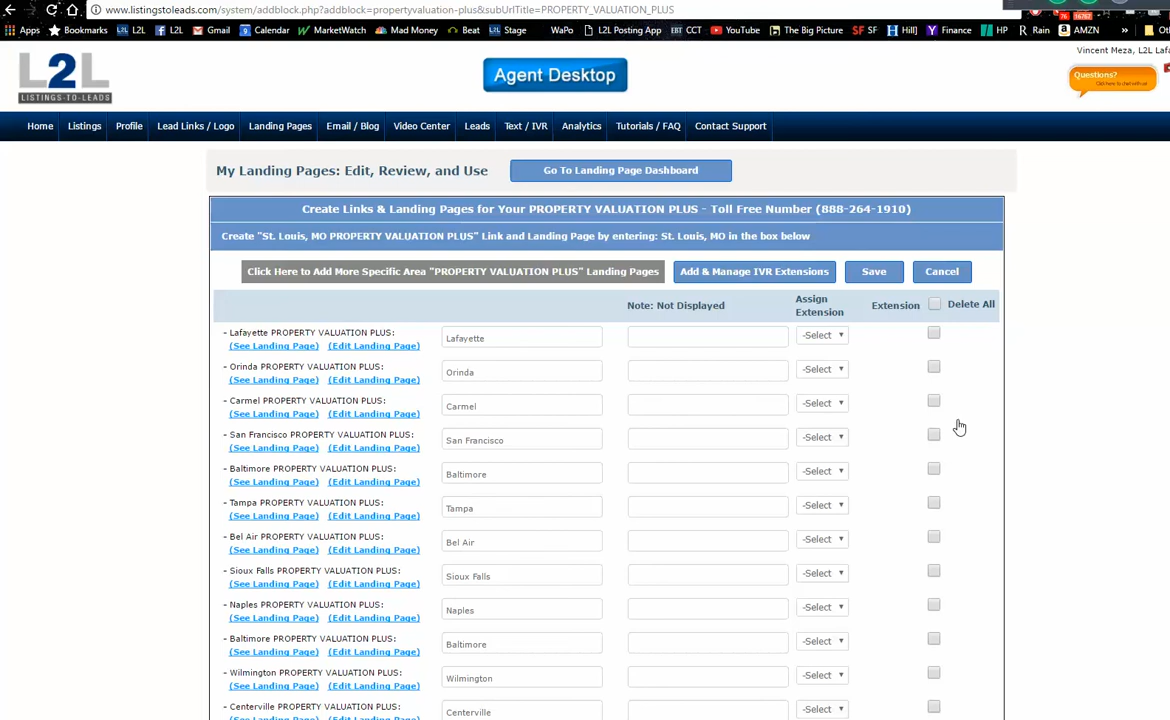 www.listingstoleads.com/system/addblock.php?addblock=propertyvaluation-plus&subUrlTitle=PROPERTY_VALUATION_PLUS
Apps Bookmarks L2L L2L Gmail Calendar MarketWatch Mad Money Beat Stage WaPo L2L Posting App EBT CCT YouTube The Big Picture SF SF Hill] Finance HP Rain AMZN »
Vincent Meza, L2L Lafa
L2L
LISTINGS-TO-LEADS
Agent Desktop
Questions?
Home Listings Profile Lead Links / Logo Landing Pages Email / Blog Video Center Leads Text / IVR Analytics Tutorials / FAQ Contact Support
My Landing Pages: Edit, Review, and Use Go To Landing Page Dashboard
Create Links & Landing Pages for Your PROPERTY VALUATION PLUS - Toll Free Number (888-264-1910)
Create "St. Louis, MO PROPERTY VALUATION PLUS" Link and Landing Page by entering: St. Louis, MO in the box below
Click Here to Add More Specific Area "PROPERTY VALUATION PLUS" Landing Pages Add & Manage IVR Extensions Save Cancel
Note: Not Displayed Assign Extension Extension Delete All
- Lafayette PROPERTY VALUATION PLUS: Lafayette -Select
(See Landing Page) (Edit Landing Page)
- Orinda PROPERTY VALUATION PLUS: Orinda -Select
(See Landing Page) (Edit Landing Page)
- Carmel PROPERTY VALUATION PLUS: Carmel -Select
(See Landing Page) (Edit Landing Page)
- San Francisco PROPERTY VALUATION PLUS: San Francisco -Select
(See Landing Page) (Edit Landing Page)
- Baltimore PROPERTY VALUATION PLUS: Baltimore -Select
(See Landing Page) (Edit Landing Page)
- Tampa PROPERTY VALUATION PLUS: Tampa -Select
(See Landing Page) (Edit Landing Page)
- Bel Air PROPERTY VALUATION PLUS: Bel Air -Select
(See Landing Page) (Edit Landing Page)
- Sioux Falls PROPERTY VALUATION PLUS: Sioux Falls -Select
(See Landing Page) (Edit Landing Page)
- Naples PROPERTY VALUATION PLUS: Naples -Select
(See Landing Page) (Edit Landing Page)
- Baltimore PROPERTY VALUATION PLUS: Baltimore -Select
(See Landing Page) (Edit Landing Page)
- Wilmington PROPERTY VALUATION PLUS: Wilmington -Select
(See Landing Page) (Edit Landing Page)
- Centerville PROPERTY VALUATION PLUS: Centerville -Select
(See Landing Page) (Edit Landing Page)